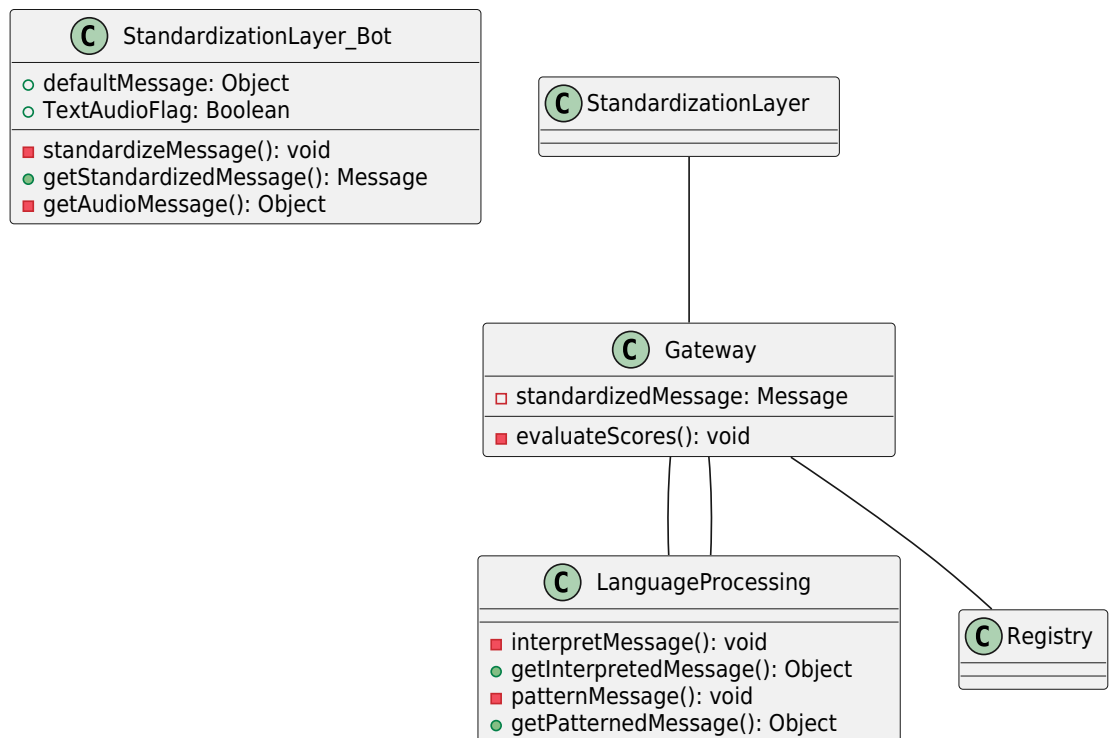 C StandardizationLayer_Bot
defaultMessage: Object
TextAudioFlag: Boolean
standardizeMessage(): void
getStandardizedMessage(): Message
getAudioMessage(): Object
C StandardizationLayer
C Gateway
standardizedMessage: Message
evaluateScores(): void
C LanguageProcessing
interpretMessage(): void
getInterpretedMessage(): Object
patternMessage(): void
getPatternedMessage(): Object
C Registry